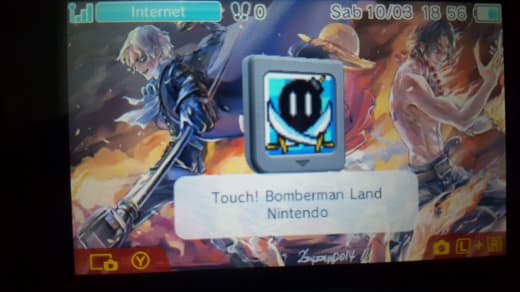 Internet
0
Sab 10/03 18 56
Touch! Bomberman Land
Nintendo
Y
L + R